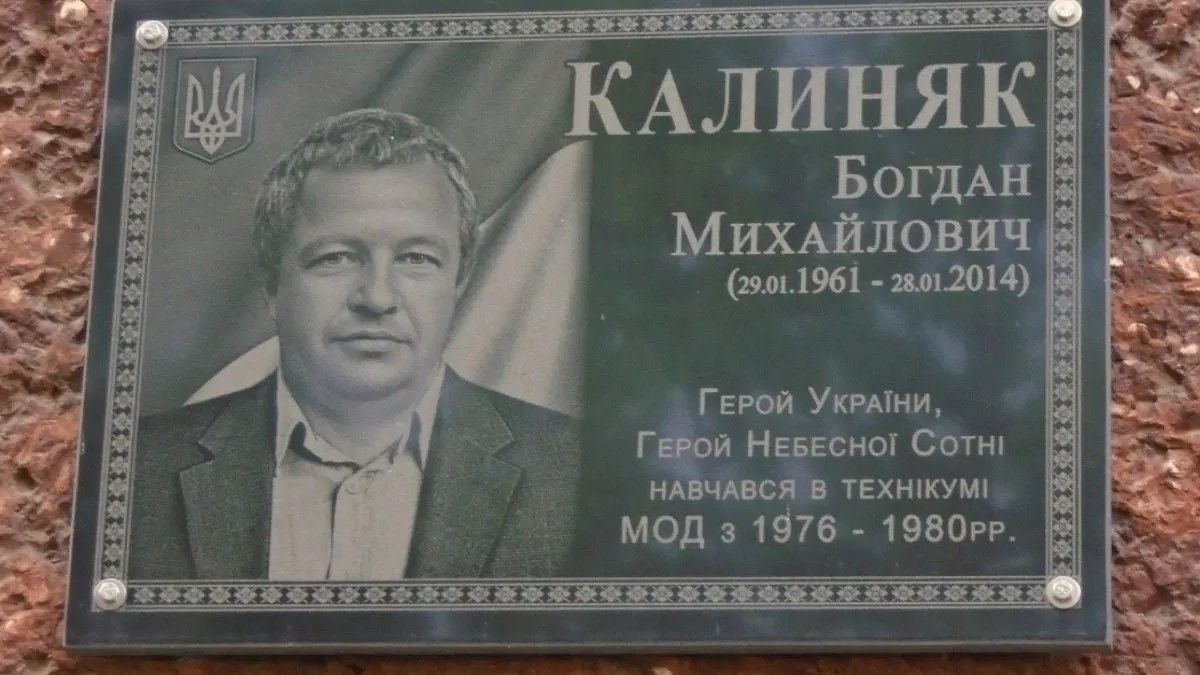 КАЛИНЯК
БОГДАН
МИХАЙЛОВИЧ
(29.01.1961 - 28.01.2014)
ГЕРОЙ УКРАЇНИ,
ГЕРОЙ НЕБЕСНОЇ СОТНІ
НАВЧАВСЯ В ТЕХНІКУМІ
МОД З 1976 - 1980РР.